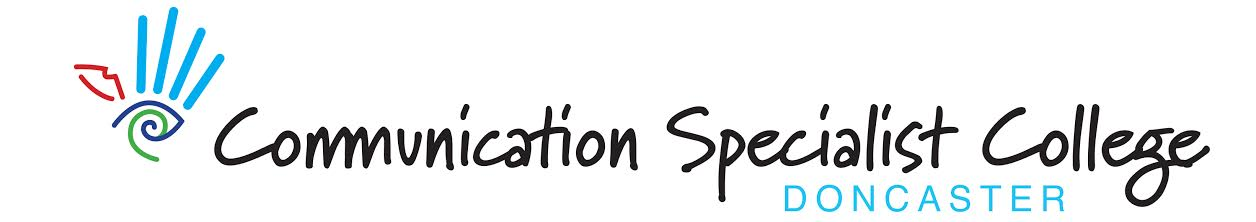 Communication Specialist College
DONCASTER